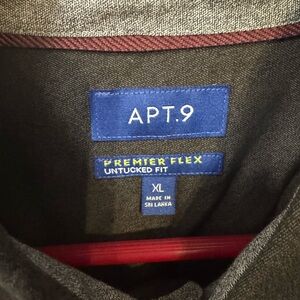 APT.9
PREMIER FLEX
UNTUCKED FIT
XL
MADE IN
SRI LANKA